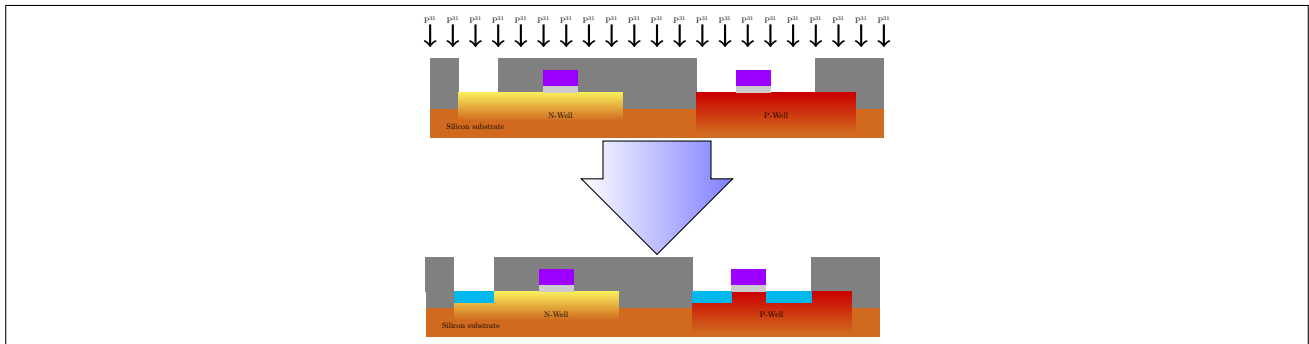 P³¹ P³¹ P³¹ P³¹ P³¹ P³¹ P³¹ P³¹ P³¹ P³¹ P³¹ P³¹ P³¹ P³¹ P³¹ P³¹ P³¹ P³¹ P³¹ P³¹ P³¹
N-Well P-Well
Silicon substrate
N-Well P-Well
Silicon substrate